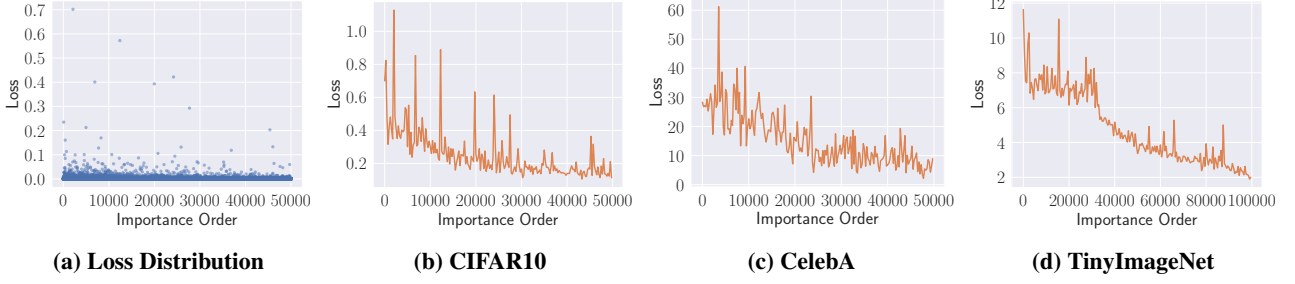 0.7
0.6
0.5
0.4
0.3
0.2
0.1
0.0
Loss
0 10000 20000 30000 40000 50000
Importance Order
(a) Loss Distribution
1.0
0.8
0.6
0.4
0.2
Loss
0 10000 20000 30000 40000 50000
Importance Order
(b) CIFAR10
60
50
40
30
20
10
0
Loss
0 10000 20000 30000 40000 50000
Importance Order
(c) CelebA
12
10
8
6
4
2
Loss
0 20000 40000 60000 80000 100000
Importance Order
(d) TinyImageNet